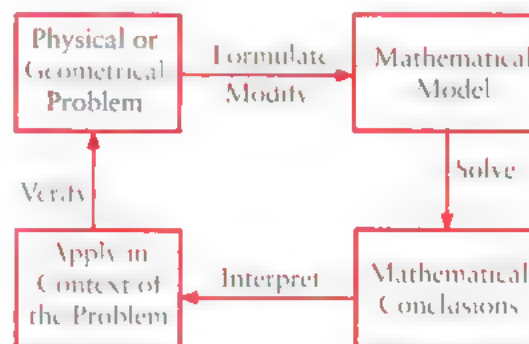 Physical or
Geometrical
Problem
Formulate
Modify
Mathematical
Model
Solve
Verify
Apply in
Context of
the Problem
Interpret
Mathematical
Conclusions